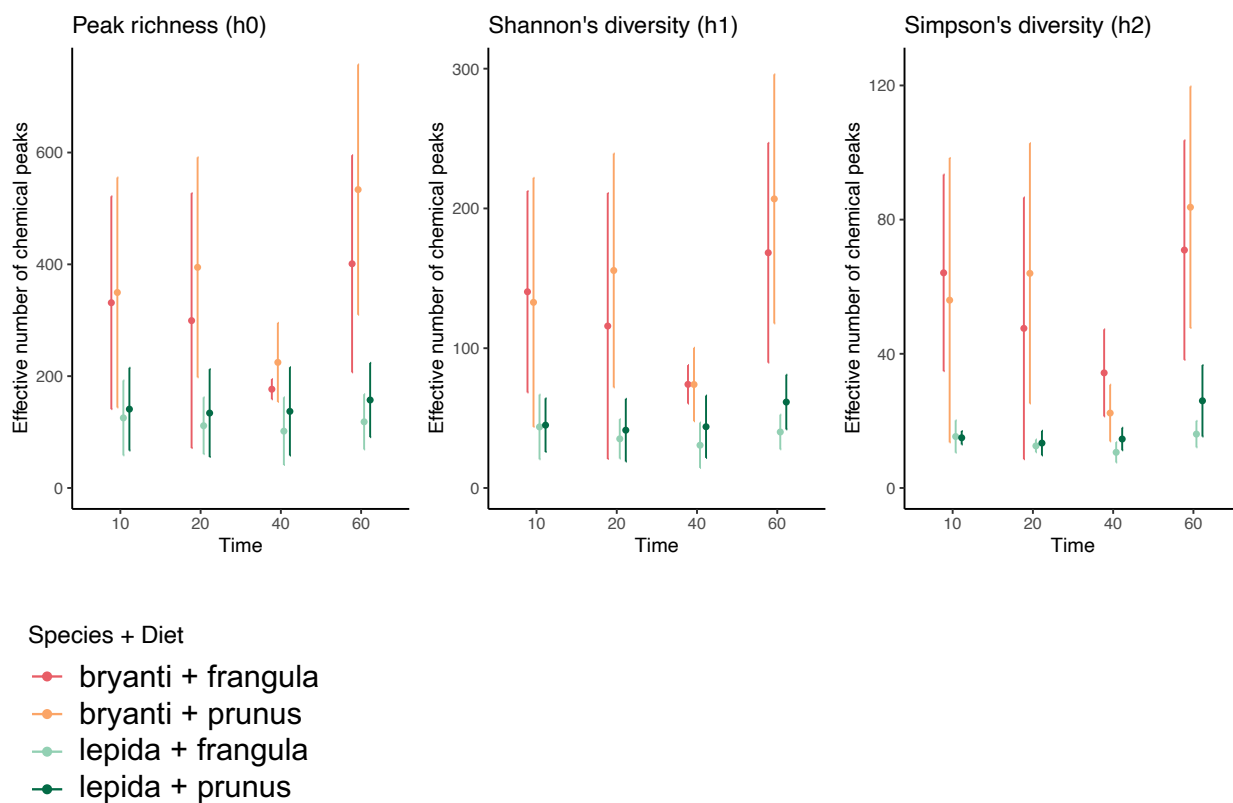 Peak richness (h0)
Effective number of chemical peaks
600
400
200
0
10 20 40 60
Time
Shannon's diversity (h1)
Effective number of chemical peaks
300
200
100
0
10 20 40 60
Time
Simpson's diversity (h2)
Effective number of chemical peaks
120
80
40
0
10 20 40 60
Time
Species + Diet
bryanti + frangula
bryanti + prunus
lepida + frangula
lepida + prunus